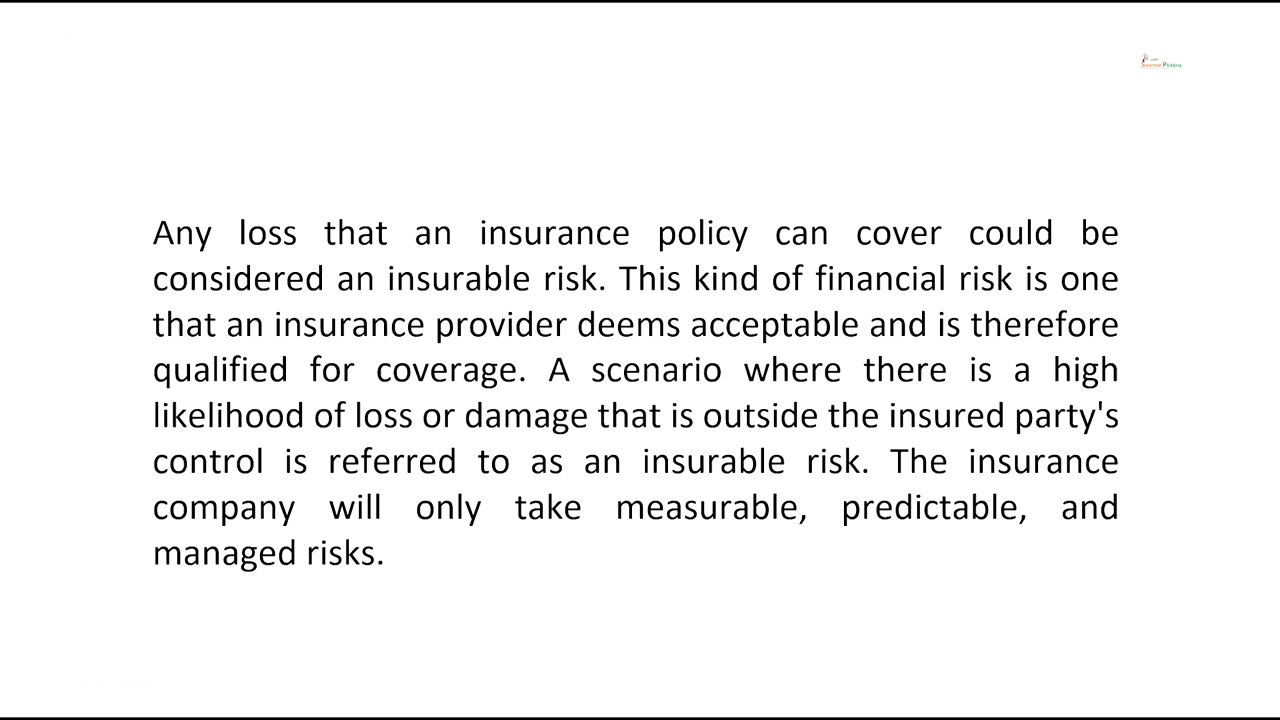 Swayam Prabha
Any loss that an insurance policy can cover could be
considered an insurable risk. This kind of financial risk is one
that an insurance provider deems acceptable and is therefore
qualified for coverage. A scenario where there is a high
likelihood of loss or damage that is outside the insured party's
control is referred to as an insurable risk. The insurance
company will only take measurable, predictable, and
managed risks.